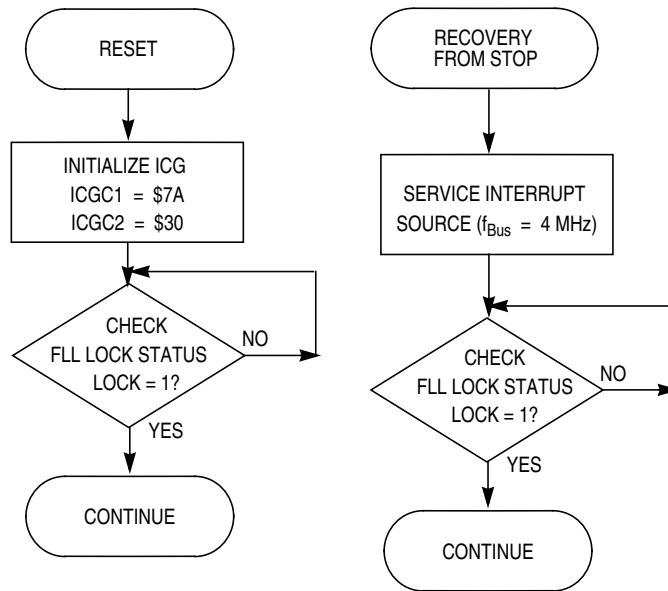 RESET
INITIALIZE ICG
ICGC1 = $7A
ICGC2 = $30
CHECK
FLL LOCK STATUS
LOCK = 1?
NO
YES
CONTINUE
RECOVERY
FROM STOP
SERVICE INTERRUPT
SOURCE (fBus = 4 MHz)
CHECK
FLL LOCK STATUS
LOCK = 1?
NO
YES
CONTINUE